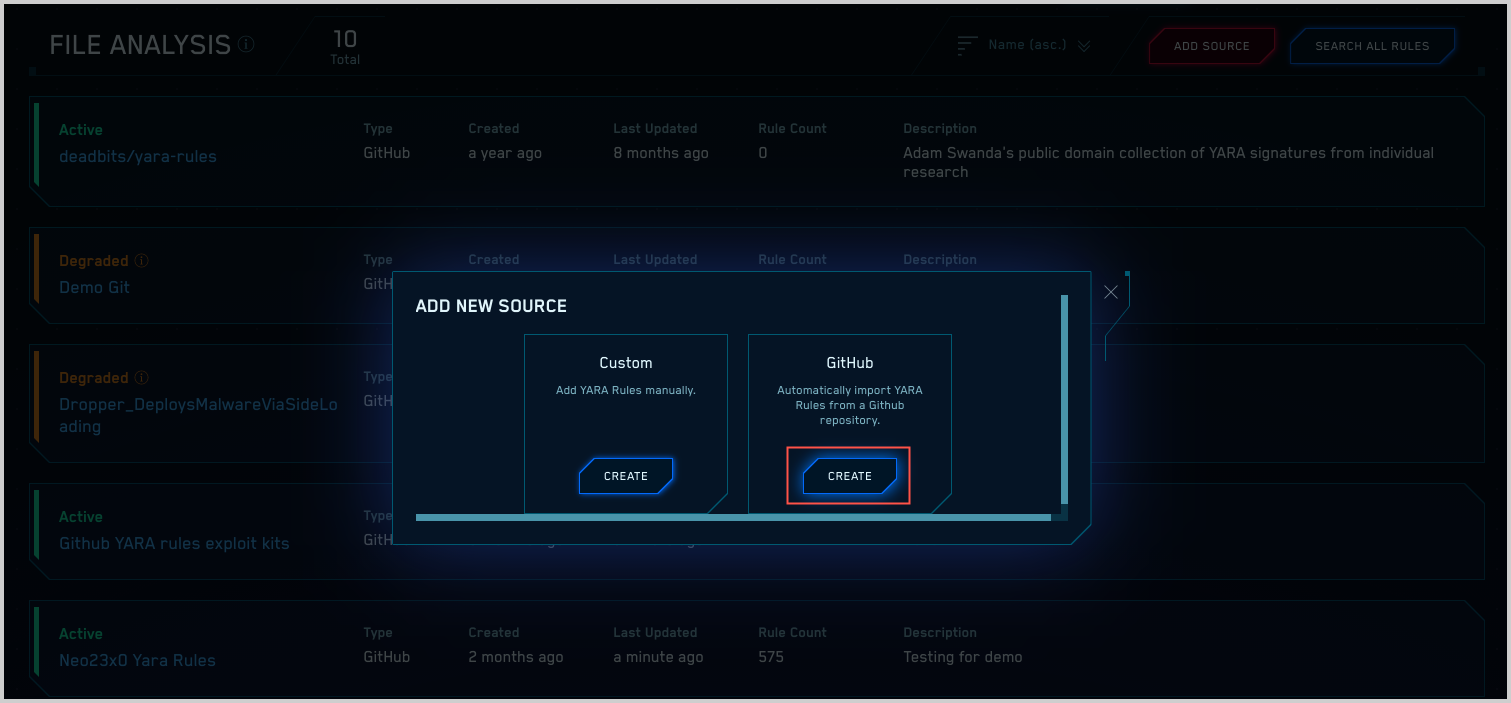 FILE ANALYSIS
10
Total
Name (asc.)
ADD SOURCE
SEARCH ALL RULES
Active
deadbits/yara-rules
Type
GitHub
Created
a year ago
Last Updated
8 months ago
Rule Count
0
Description
Adam Swanda's public domain collection of YARA signatures from individual
research
Degraded
Demo Git
Type
GitH
Created
Last Updated
Rule Count
Description
Degraded
Dropper_DeploysMalwareViaSideLo
ading
Type
GitH
ADD NEW SOURCE
Custom
Add YARA Rules manually.
CREATE
GitHub
Automatically import YARA
Rules from a Github
repository.
CREATE
Active
Github YARA rules exploit kits
Type
GitH
Active
Neo23x0 Yara Rules
Type
GitHub
Created
2 months ago
Last Updated
a minute ago
Rule Count
575
Description
Testing for demo